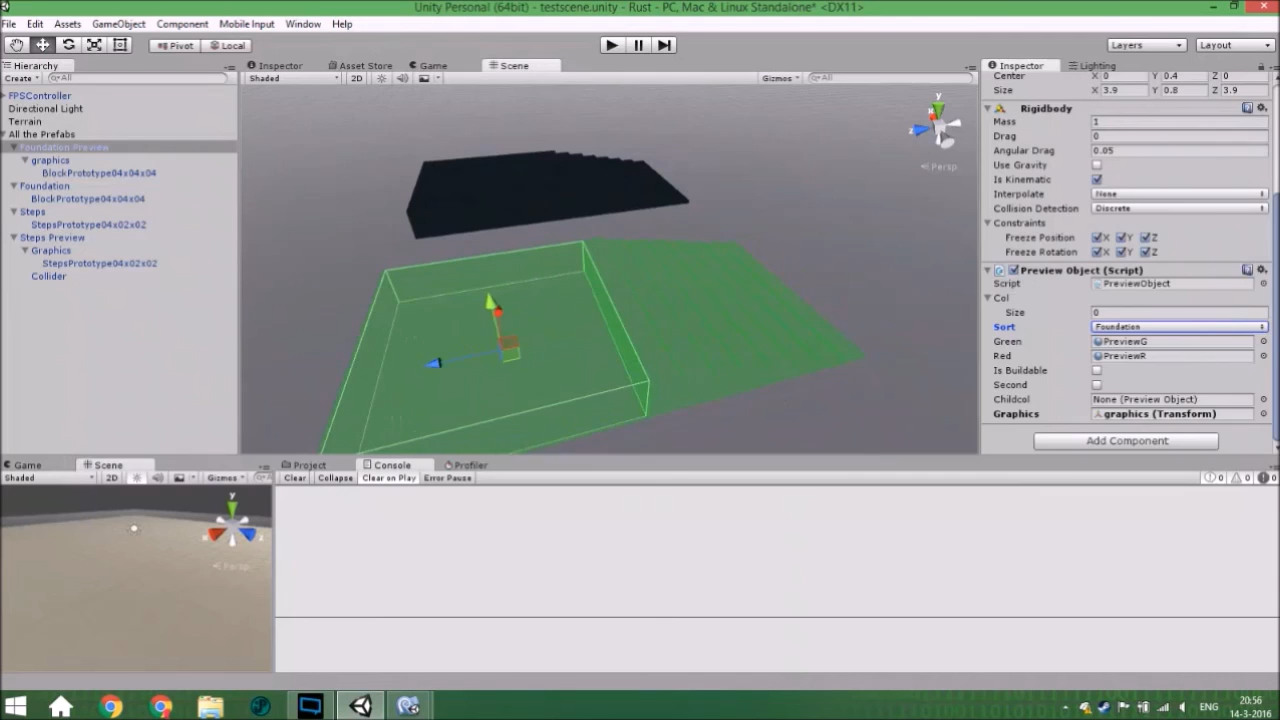 Unity Personal (64bit) - testscene.unity - Rust - PC, Mac & Linux Standalone* <DX11>
File Edit Assets GameObject Component Mobile Input Window Help
Pivot Local Layers Layout
Hierarchy Inspector Asset Store Game Scene Inspector Lighting
Create All Shaded 2D Gizmos All
FPSController
Directional Light
Terrain
All the Prefabs
Foundation Preview
graphics
BlockPrototype04x04x04
Foundation
BlockPrototype04x04x04
Steps
StepsPrototype04x02x02
Steps Preview
Graphics
StepsPrototype04x02x02
Collider
y
x
z
Persp
Center X 0 Y 0.4 Z 0
Size X 3.9 Y 0.8 Z 3.9
Rigidbody
Mass 1
Drag 0
Angular Drag 0.05
Use Gravity
Is Kinematic
Interpolate None
Collision Detection Discrete
Constraints
Freeze Position X Y Z
Freeze Rotation X Y Z
Preview Object (Script)
Script PreviewObject
Col
Size 0
Sort Foundation
Green PreviewG
Red PreviewR
Is Buildable
Second
Childcol None (Preview Object)
Graphics graphics (Transform)
Add Component
Game Scene Project Console Profiler
Shaded 2D Gizmos Clear Collapse Clear on Play Error Pause 0 0 0
y
x
z
Persp
ENG
20:56
14-3-2016